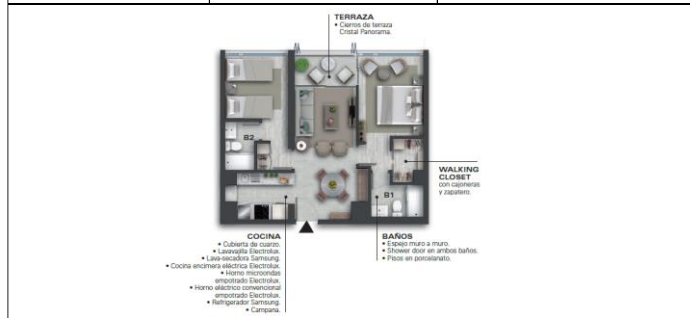 TERRAZA
• Cierros de terraza
Cristal Panorama.
B2
WALKING
CLOSET
con cajoneras
y zapatero.
B1
COCINA
• Cubierta de cuarzo.
• Lavavajilla Electrolux.
• Lava-secadora Samsung.
• Cocina encimera eléctrica Electrolux.
• Horno microondas
empotrado Electrolux.
• Horno eléctrico convencional
empotrado Electrolux.
• Refrigerador Samsung.
• Campana.
BAÑOS
• Espejo muro a muro.
• Shower door en ambos baños.
• Pisos en porcelanato.